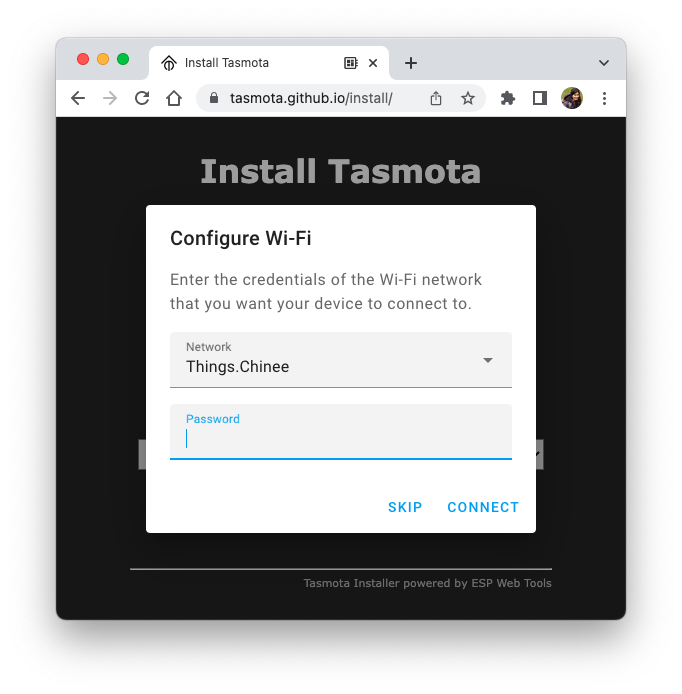 Install Tasmota
tasmota.github.io/install/
Install Tasmota
Configure Wi-Fi
Enter the credentials of the Wi-Fi network
that you want your device to connect to.
Network
Things.Chinee
Password
SKIP CONNECT
Tasmota Installer powered by ESP Web Tools